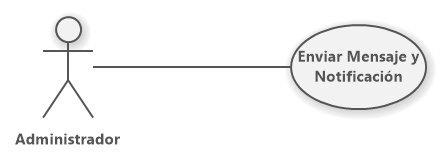 Enviar Mensaje y
Notificación
Administrador